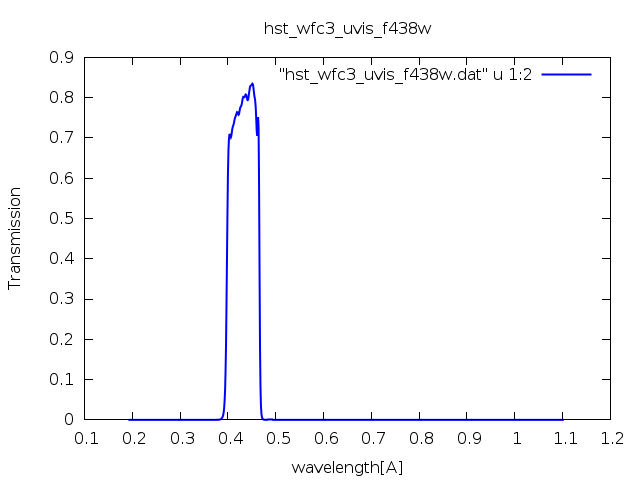 hst_wfc3_uvis_f438w
"hst_wfc3_uvis_f438w.dat" u 1:2
0.9
0.8
0.7
0.6
0.5
0.4
0.3
0.2
0.1
0
Transmission
0.1 0.2 0.3 0.4 0.5 0.6 0.7 0.8 0.9 1 1.1 1.2
wavelength[A]